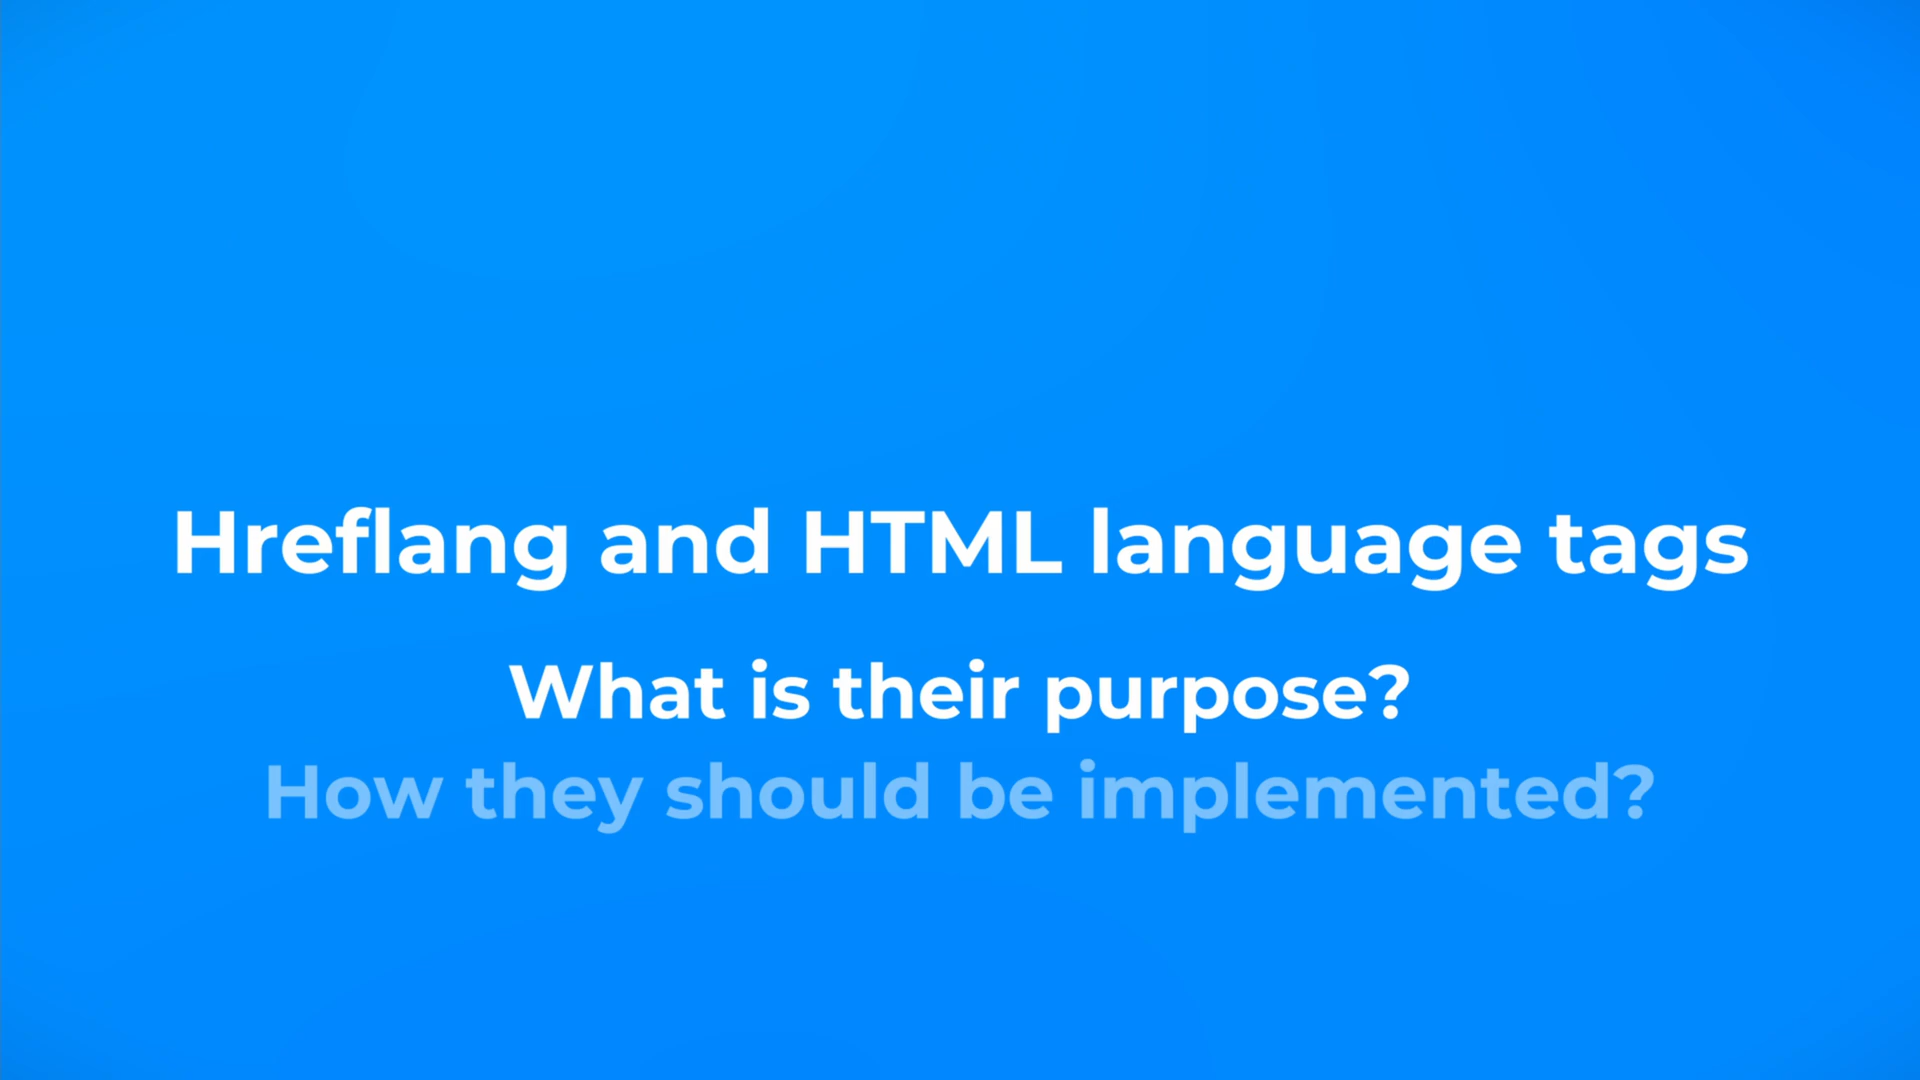 Hreflang and HTML language tags
What is their purpose?
How they should be implemented?